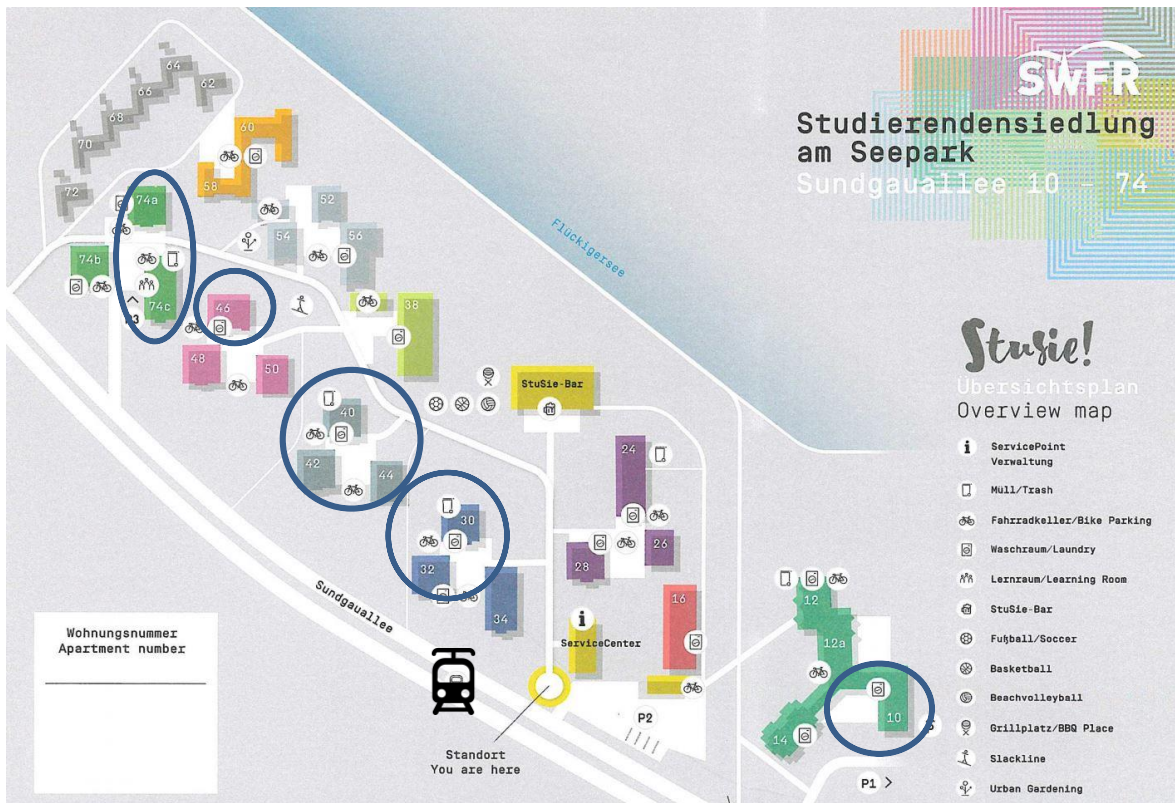 SWFR
Studierendensiedlung
am Seepark
Sundgauallee 10 - 74
Stusie!
Übersichtsplan
Overview map
i ServicePoint
Verwaltung
Müll/Trash
Fahrradkeller/Bike Parking
Waschraum/Laundry
Lernraum/Learning Room
StuSie-Bar
Fußball/Soccer
Basketball
Beachvolleyball
Grillplatz/BBQ Place
Slackline
Urban Gardening
Flückigersee
64
62
66
68
70
72
60
58
52
54
56
74a
74b
74c
46
48
50
38
StuSie-Bar
40
42
44
24
26
28
30
32
34
16
i
ServiceCenter
12
12a
10
14
Sundgauallee
P2
P1 >
Standort
You are here
Wohnungsnummer
Apartment number